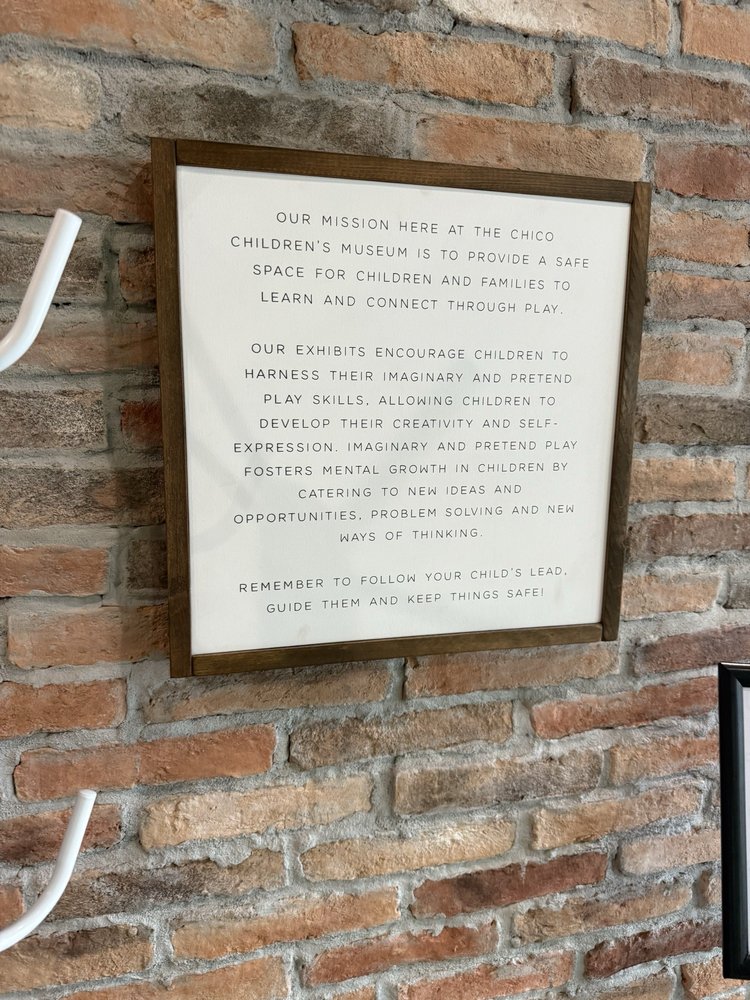 OUR MISSION HERE AT THE CHICO
CHILDREN'S MUSEUM IS TO PROVIDE A SAFE
SPACE FOR CHILDREN AND FAMILIES TO
LEARN AND CONNECT THROUGH PLAY.
OUR EXHIBITS ENCOURAGE CHILDREN TO
HARNESS THEIR IMAGINARY AND PRETEND
PLAY SKILLS, ALLOWING CHILDREN TO
DEVELOP THEIR CREATIVITY AND SELF-
EXPRESSION. IMAGINARY AND PRETEND PLAY
FOSTERS MENTAL GROWTH IN CHILDREN BY
CATERING TO NEW IDEAS AND
OPPORTUNITIES, PROBLEM SOLVING AND NEW
WAYS OF THINKING.
REMEMBER TO FOLLOW YOUR CHILD'S LEAD,
GUIDE THEM AND KEEP THINGS SAFE!